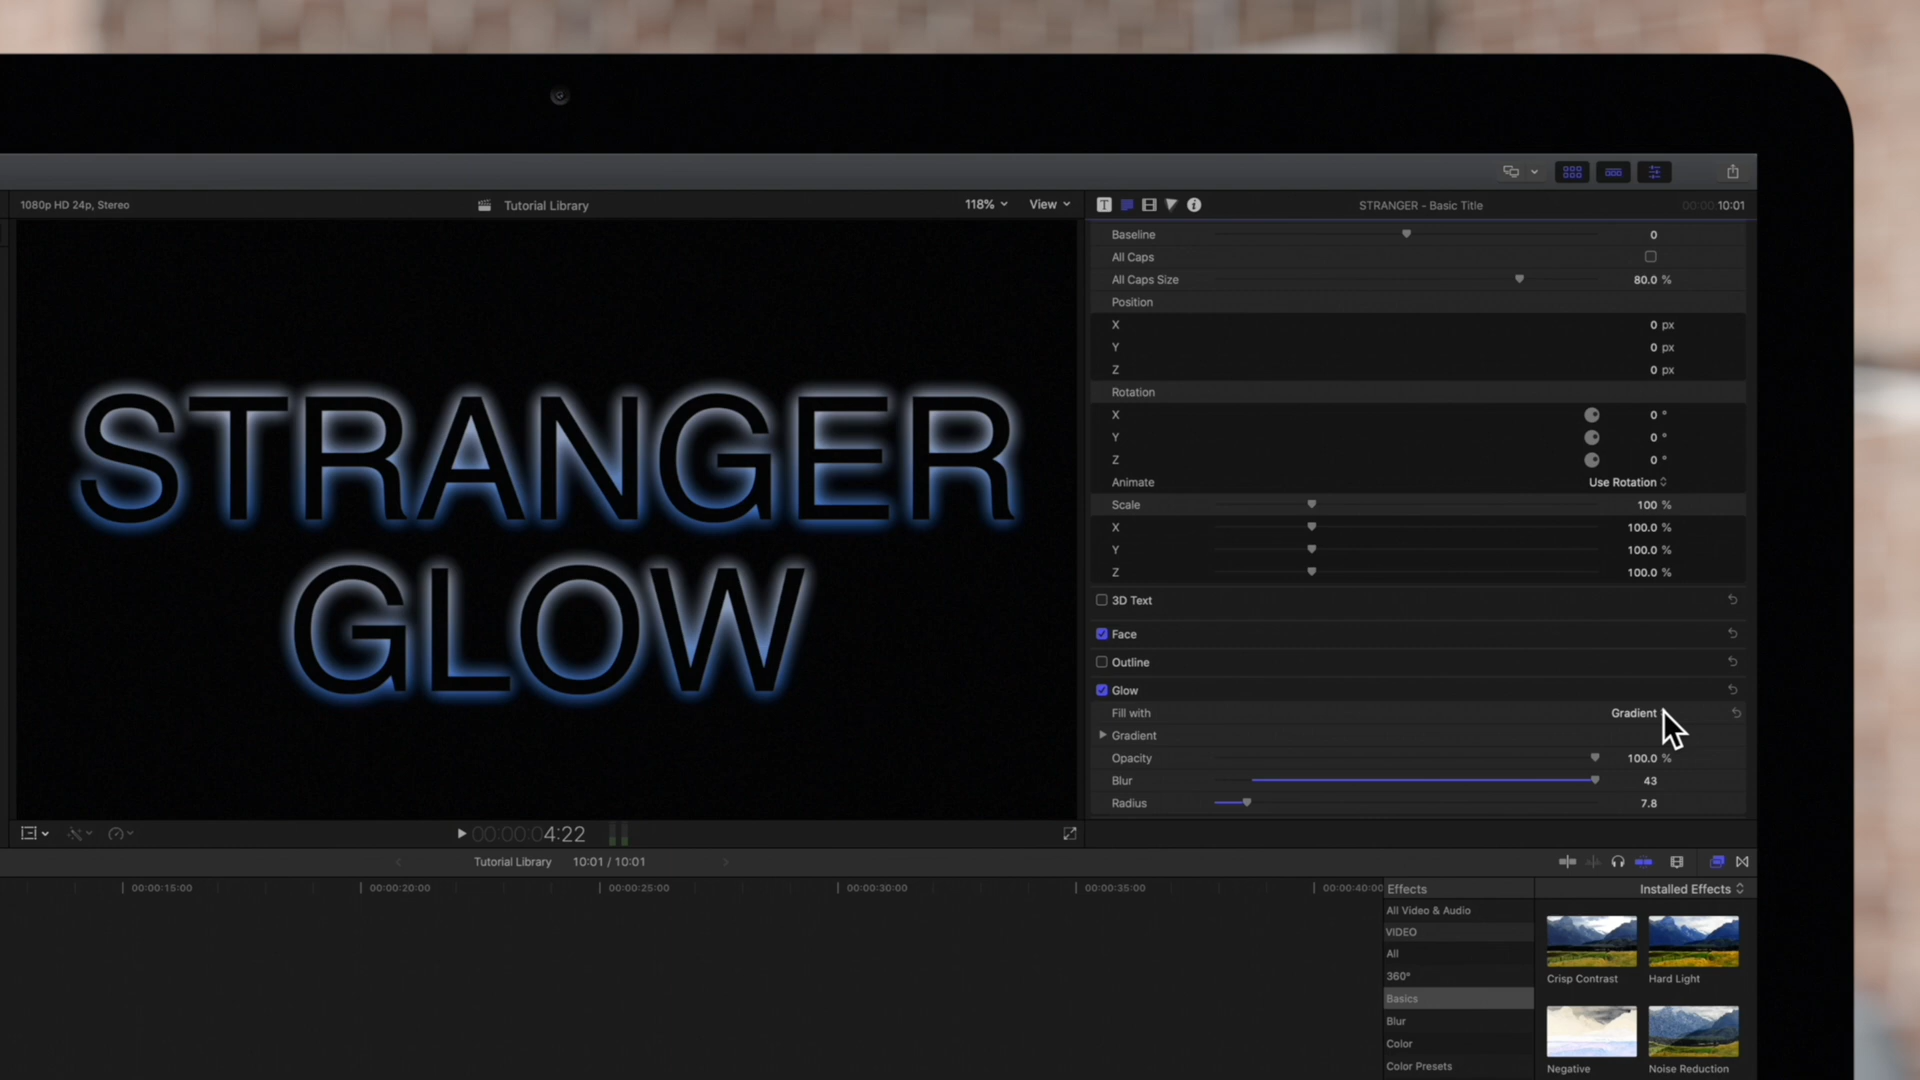 1080p HD 24p, Stereo
Tutorial Library
118%
View
STRANGER - Basic Title
00:00:10:01
STRANGER
GLOW
Baseline 0
All Caps
All Caps Size 80.0 %
Position
X 0 px
Y 0 px
Z 0 px
Rotation
X 0 °
Y 0 °
Z 0 °
Animate Use Rotation
Scale 100 %
X 100.0 %
Y 100.0 %
Z 100.0 %
3D Text
Face
Outline
Glow
Fill with Gradient
Gradient
Opacity 100.0 %
Blur 43
Radius 7.8
00:00:04:22
Tutorial Library 10:01 / 10:01
00:00:15:00
00:00:20:00
00:00:25:00
00:00:30:00
00:00:35:00
00:00:40:00
Effects
Installed Effects
All Video & Audio
VIDEO
All
360°
Basics
Blur
Color
Color Presets
Crisp Contrast
Hard Light
Negative
Noise Reduction